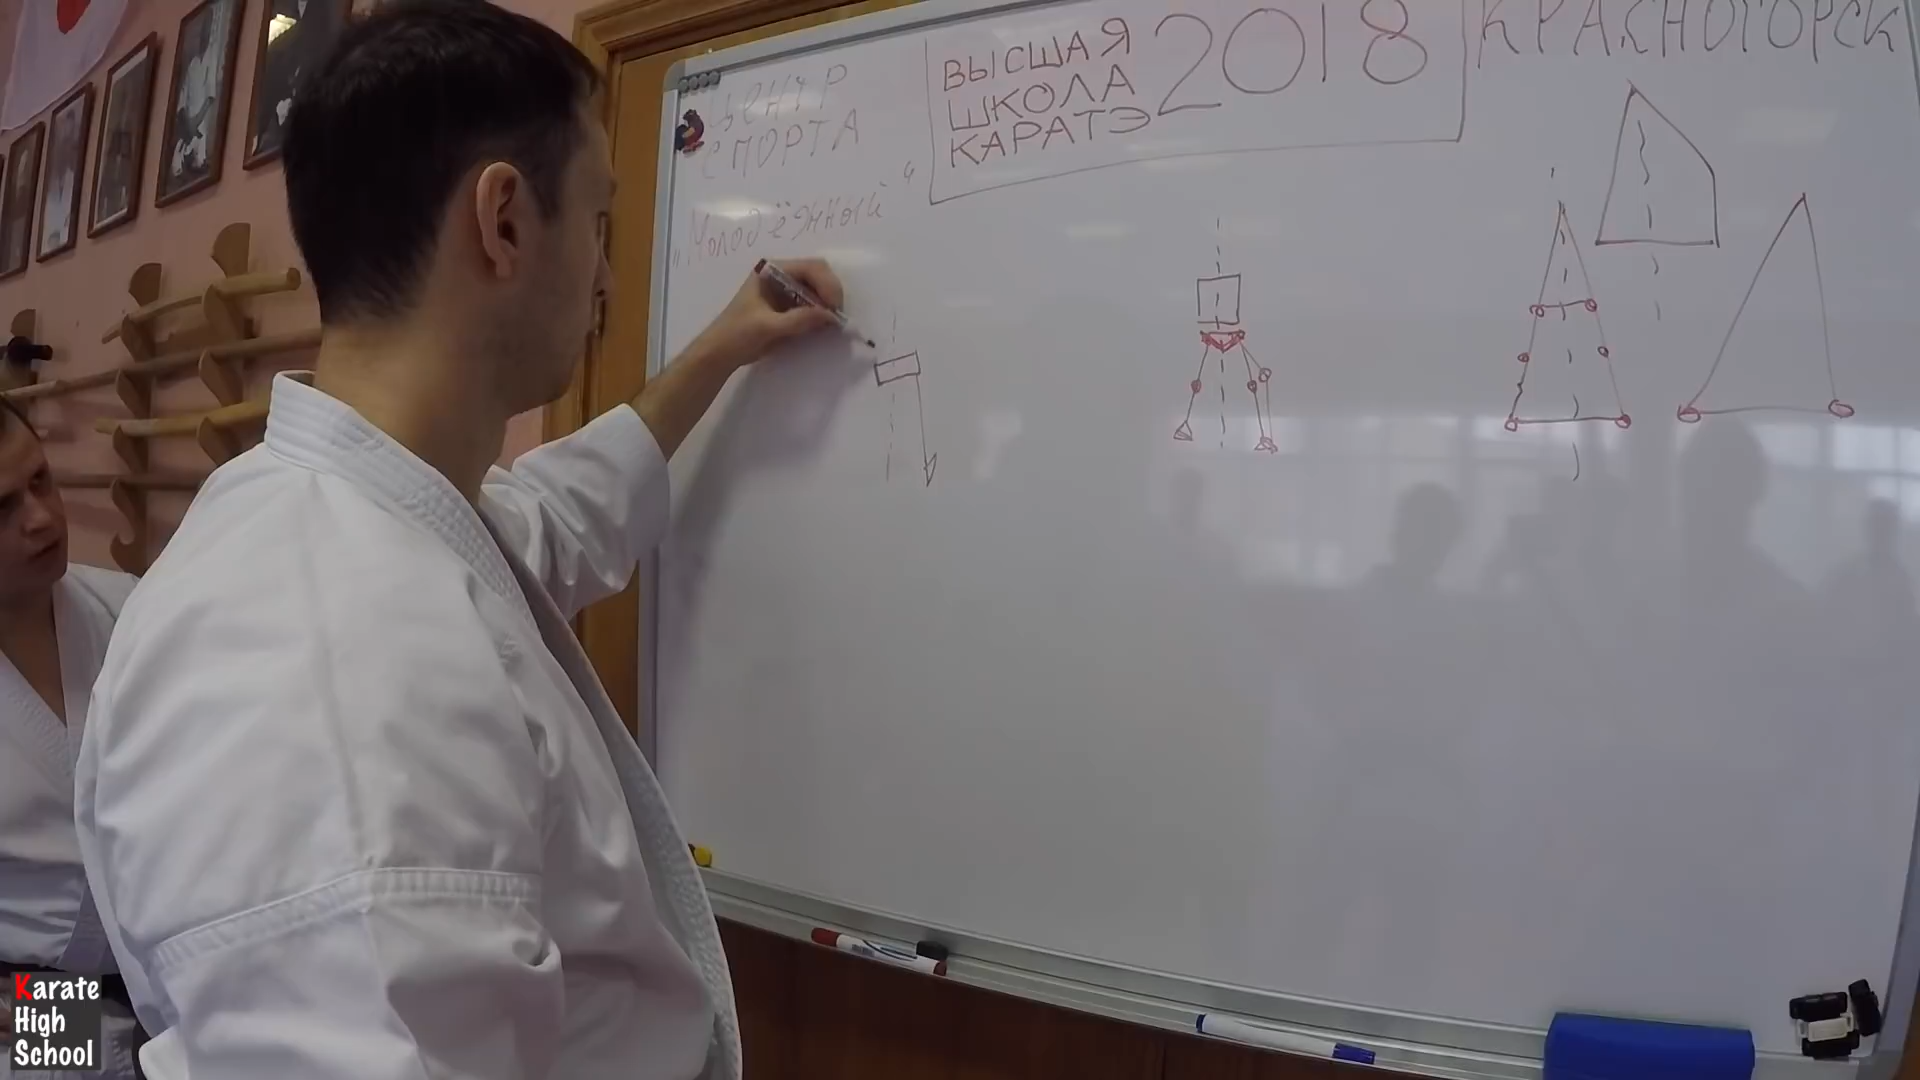 ЦЕНТР
СПОРТА
„Молодёжный“
ВЫСШАЯ
ШКОЛА
КАРАТЭ
2018
КРАСНОГОРСК
Karate
High
School